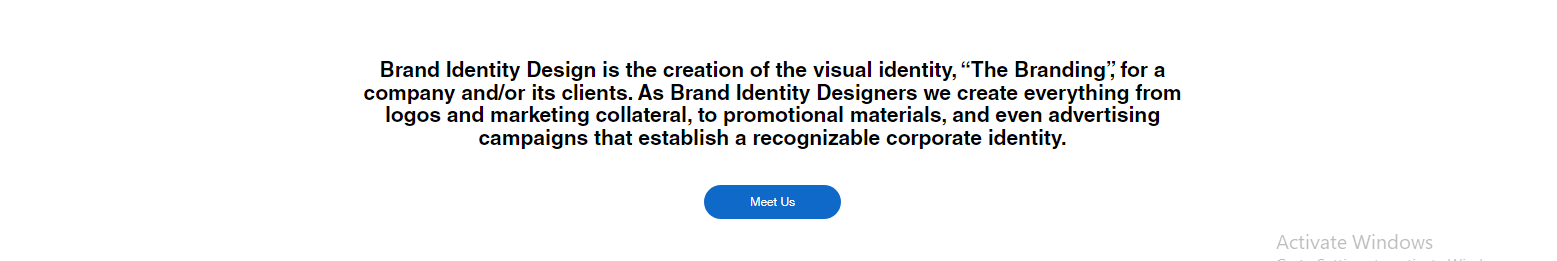 Brand Identity Design is the creation of the visual identity, “The Branding”, for a
company and/or its clients. As Brand Identity Designers we create everything from
logos and marketing collateral, to promotional materials, and even advertising
campaigns that establish a recognizable corporate identity.
Meet Us
Activate Windows